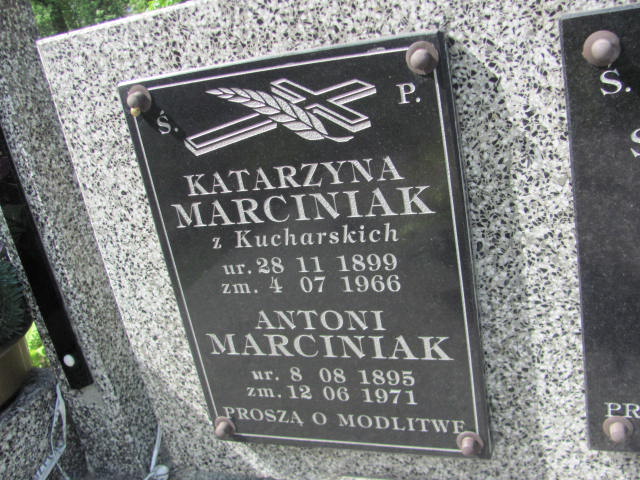 Ś. P.
KATARZYNA
MARCINIAK
z Kucharskich
ur. 28 11 1899
zm. 4 07 1966
ANTONI
MARCINIAK
ur. 8 08 1895
zm. 12 06 1971
PROSZĄ O MODLITWĘ
Ś.
S
PR